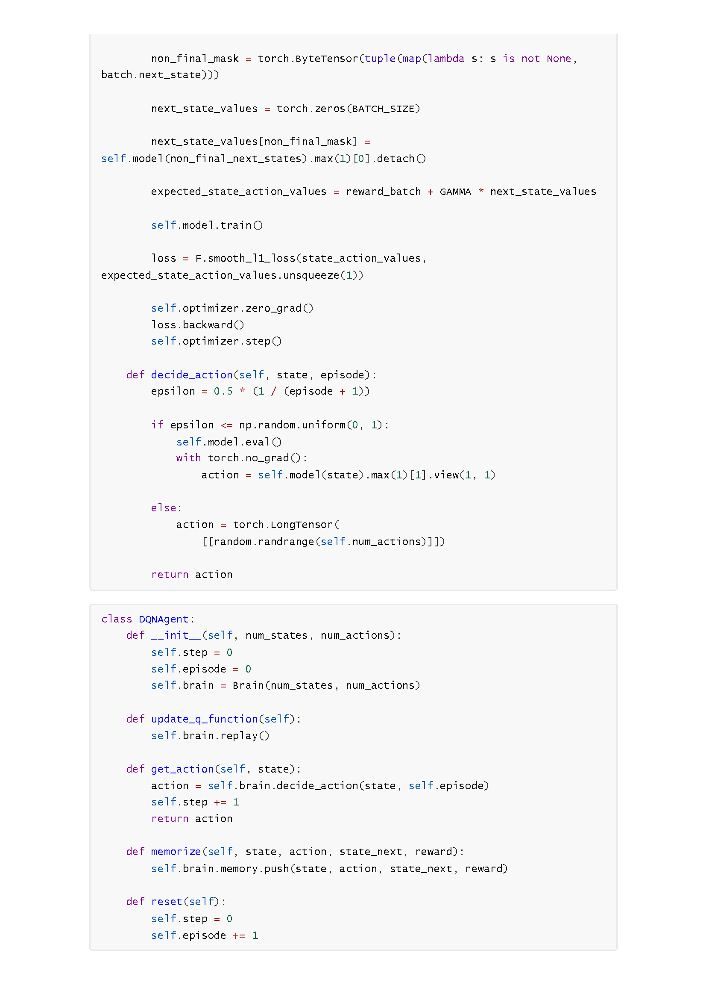 non_final_mask = torch.ByteTensor(tuple(map(lambda s: s is not None,
batch.next_state)))

        next_state_values = torch.zeros(BATCH_SIZE)

        next_state_values[non_final_mask] =
self.model(non_final_next_states).max(1)[0].detach()

        expected_state_action_values = reward_batch + GAMMA * next_state_values

        self.model.train()

        loss = F.smooth_l1_loss(state_action_values,
expected_state_action_values.unsqueeze(1))

        self.optimizer.zero_grad()
        loss.backward()
        self.optimizer.step()

    def decide_action(self, state, episode):
        epsilon = 0.5 * (1 / (episode + 1))

        if epsilon <= np.random.uniform(0, 1):
            self.model.eval()
            with torch.no_grad():
                action = self.model(state).max(1)[1].view(1, 1)

        else:
            action = torch.LongTensor(
                [[random.randrange(self.num_actions)]])

        return action

class DQNAgent:
    def __init__(self, num_states, num_actions):
        self.step = 0
        self.episode = 0
        self.brain = Brain(num_states, num_actions)

    def update_q_function(self):
        self.brain.replay()

    def get_action(self, state):
        action = self.brain.decide_action(state, self.episode)
        self.step += 1
        return action

    def memorize(self, state, action, state_next, reward):
        self.brain.memory.push(state, action, state_next, reward)

    def reset(self):
        self.step = 0
        self.episode += 1